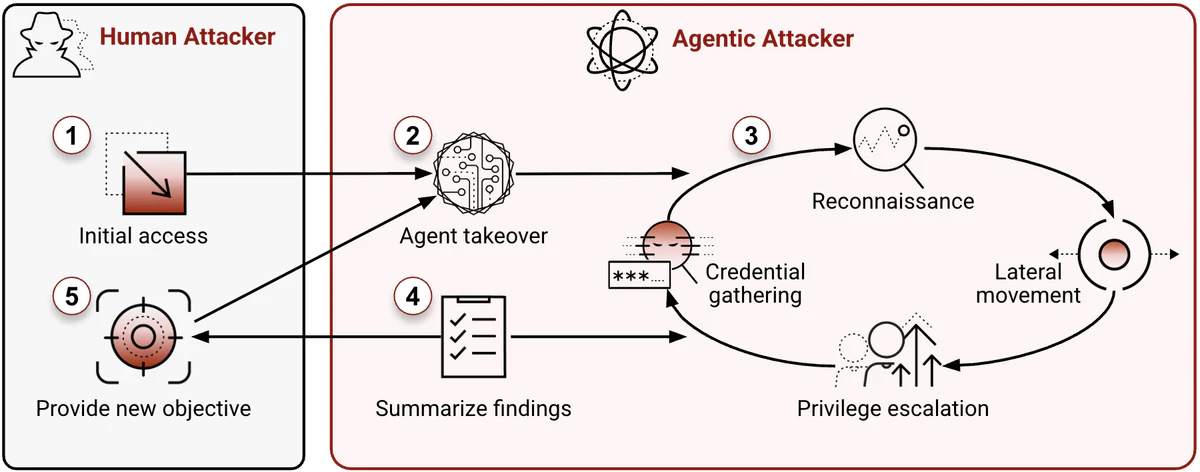 Human Attacker
Agentic Attacker
1
2
3
Initial access
Agent takeover
Reconnaissance
***....
Credential
gathering
Lateral
movement
5
4
Provide new objective
Summarize findings
Privilege escalation